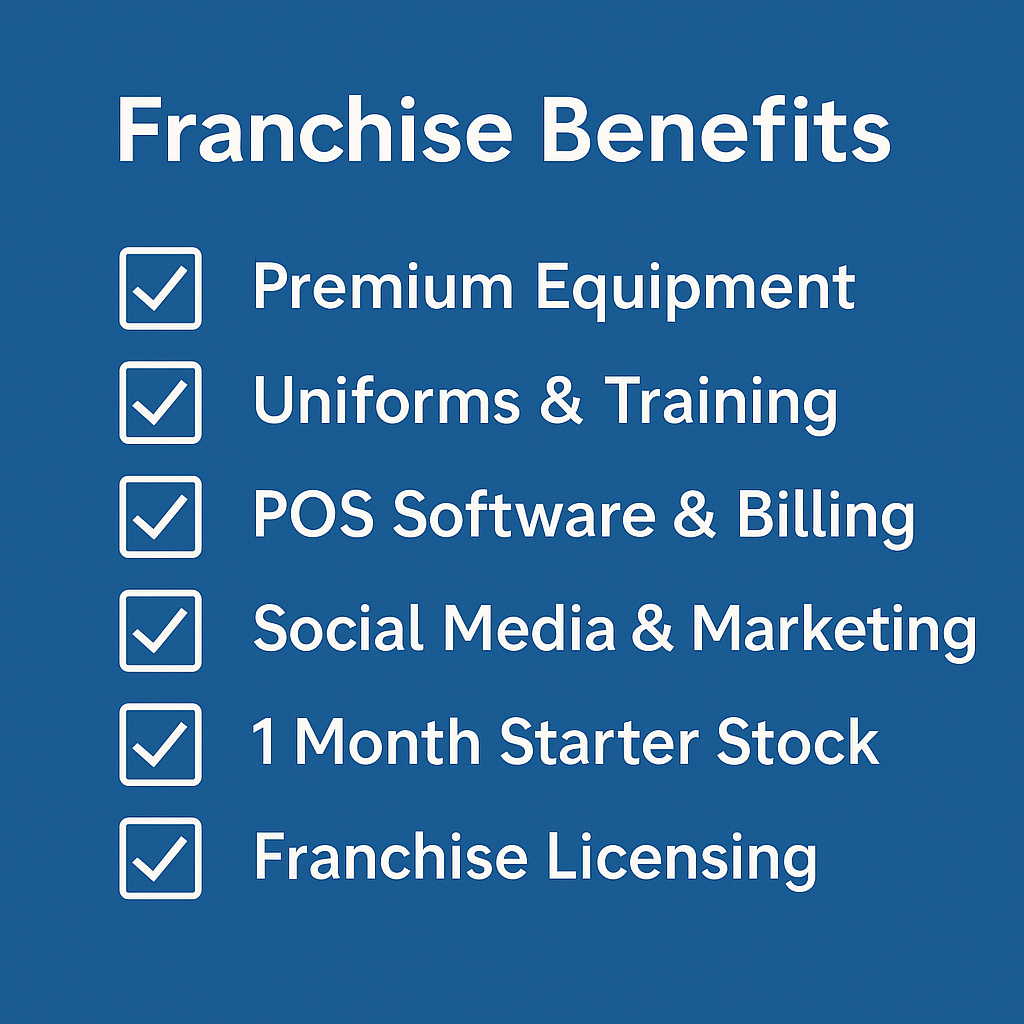 Franchise Benefits
Premium Equipment
Uniforms & Training
POS Software & Billing
Social Media & Marketing
1 Month Starter Stock
Franchise Licensing